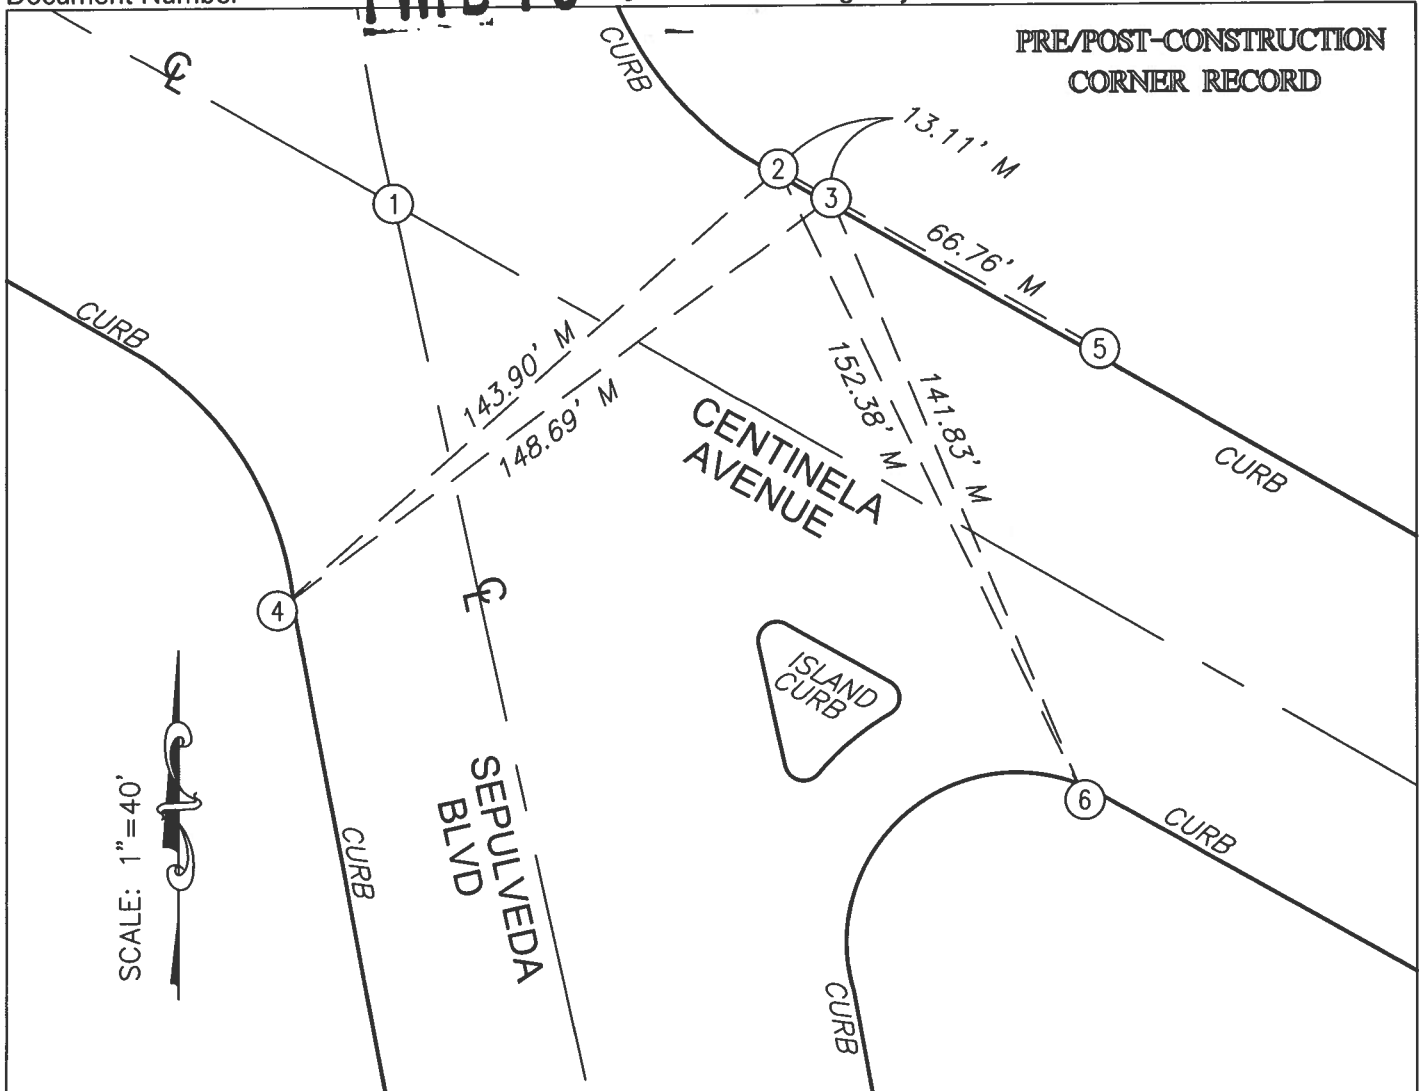 Document Number
PRE/POST-CONSTRUCTION
CORNER RECORD
℄
CURB
13.11' M
1
2
3
66.76' M
5
CURB
143.90' M
148.69' M
152.38' M
141.83' M
CENTINELA
AVENUE
CURB
℄
4
ISLAND
CURB
SCALE: 1"=40'
CURB
SEPULVEDA
BLVD
6
CURB
CURB